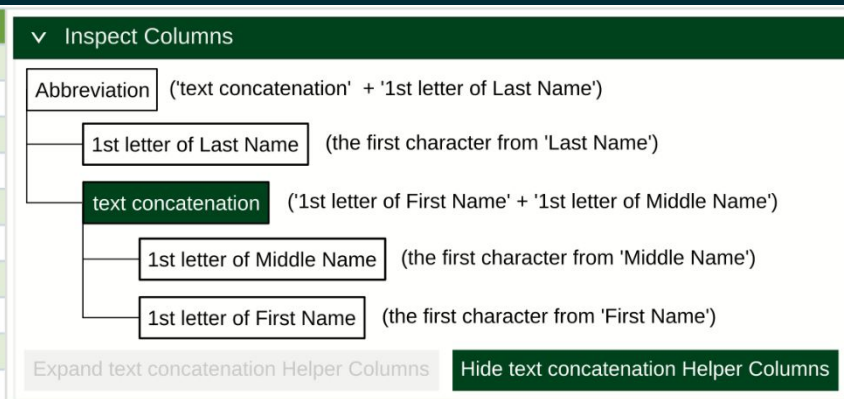 Inspect Columns
Abbreviation ('text concatenation' + '1st letter of Last Name')
1st letter of Last Name (the first character from 'Last Name')
text concatenation ('1st letter of First Name' + '1st letter of Middle Name')
1st letter of Middle Name (the first character from 'Middle Name')
1st letter of First Name (the first character from 'First Name')
Expand text concatenation Helper Columns Hide text concatenation Helper Columns